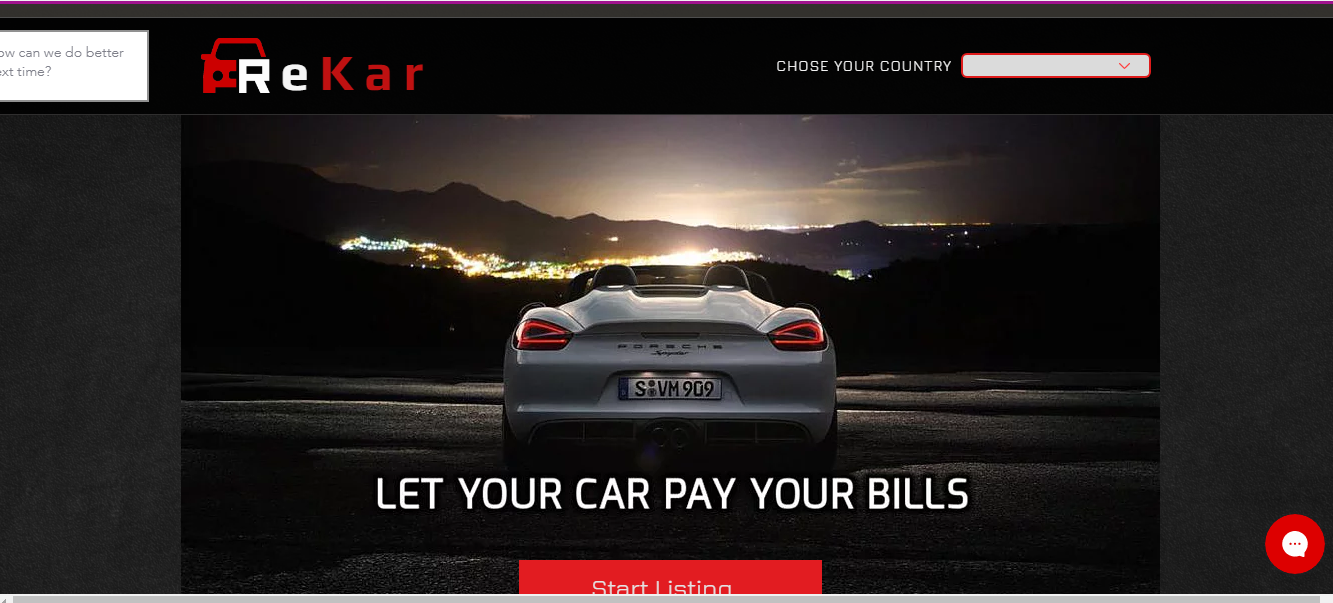 ow can we do better
ext time?
ReKar
CHOSE YOUR COUNTRY
PORSCHE
Spyder
S VM 909
LET YOUR CAR PAY YOUR BILLS
Start Listing